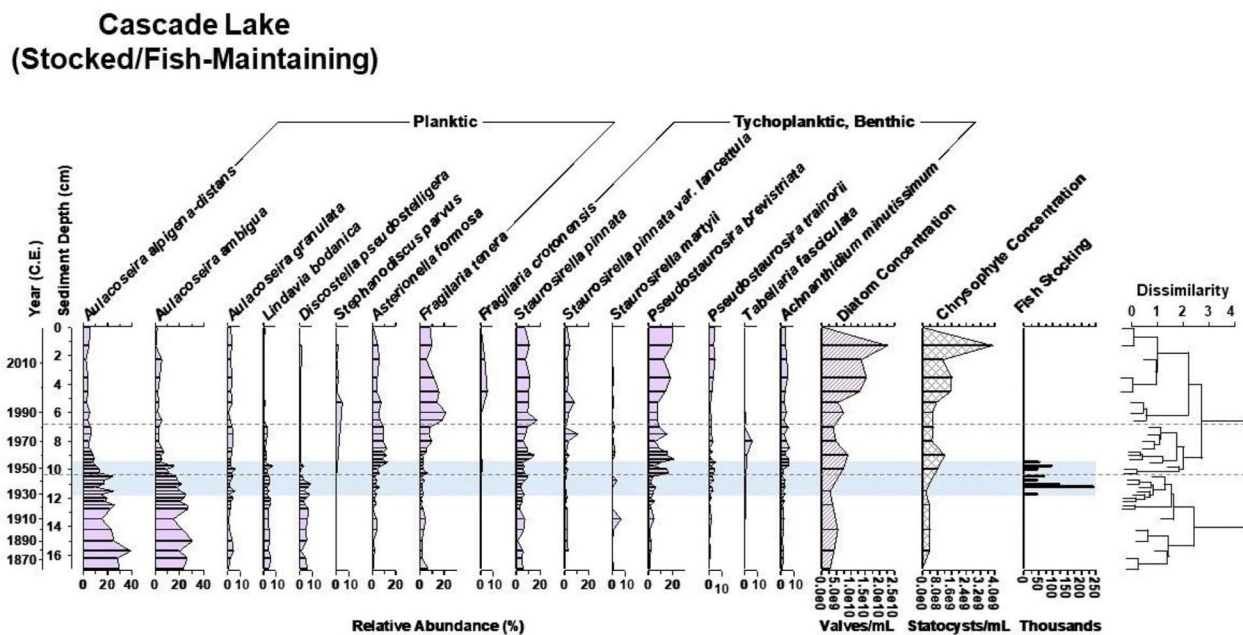 Cascade Lake
(Stocked/Fish-Maintaining)
Planktic
Tychoplanktic, Benthic
Year (C.E.)
Sediment Depth (cm)
Aulacoseira alpigena-distans
Aulacoseira ambigua
Aulacoseira granulata
Lindavia bodanica
Discostella pseudostelligera
Stephanodiscus parvus
Asterionella formosa
Fragilaria tenera
Fragilaria crotonensis
Staurosirella pinnata
Staurosirella pinnata var. lancettula
Staurosirella martyii
Pseudostaurosira brevistriata
Pseudostaurosira trainorii
Tabellaria fasciculata
Achnanthidium minutissimum
Diatom Concentration
Chrysophyte Concentration
Fish Stocking
Dissimilarity
0 1 2 3 4
2010
1990
1970
1950
1930
1910
1890
1870
0
2
4
6
8
10
12
14
16
0 10 20 30 40
0 10 20 30 40
0 10
0 10
0 10
0 10
0 10
0 10 20
0 10
0 10 20
0 10
0 10
0 10 20
0 10
0 10
0 10
0.0e0
5.0e9
1.0e10
1.5e10
2.0e10
2.5e10
0.0e0
8.0e8
1.6e9
2.4e9
3.2e9
4.0e9
0
50
100
150
200
250
Relative Abundance (%)
Valves/mL
Statocysts/mL
Thousands